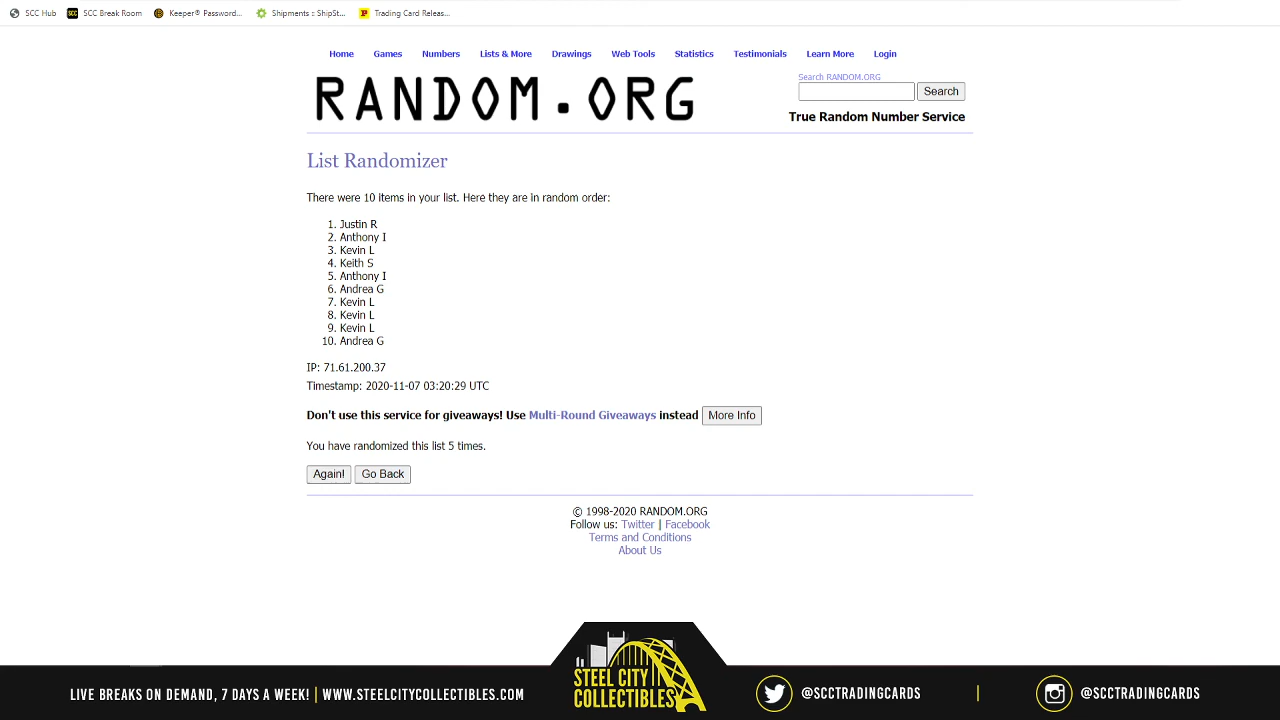 SCC Hub SCC Break Room Keeper® Password... Shipments :: ShipSt... Trading Card Releas...
Home Games Numbers Lists & More Drawings Web Tools Statistics Testimonials Learn More Login
RANDOM.ORG
Search RANDOM.ORG
Search
True Random Number Service
List Randomizer
There were 10 items in your list. Here they are in random order:
1. Justin R
2. Anthony I
3. Kevin L
4. Keith S
5. Anthony I
6. Andrea G
7. Kevin L
8. Kevin L
9. Kevin L
10. Andrea G
IP: 71.61.200.37
Timestamp: 2020-11-07 03:20:29 UTC
Don't use this service for giveaways! Use Multi-Round Giveaways instead More Info
You have randomized this list 5 times.
Again! Go Back
© 1998-2020 RANDOM.ORG
Follow us: Twitter | Facebook
Terms and Conditions
About Us
LIVE BREAKS ON DEMAND, 7 DAYS A WEEK! | WWW.STEELCITYCOLLECTIBLES.COM
STEEL CITY
COLLECTIBLES
@SCCTRADINGCARDS | @SCCTRADINGCARDS